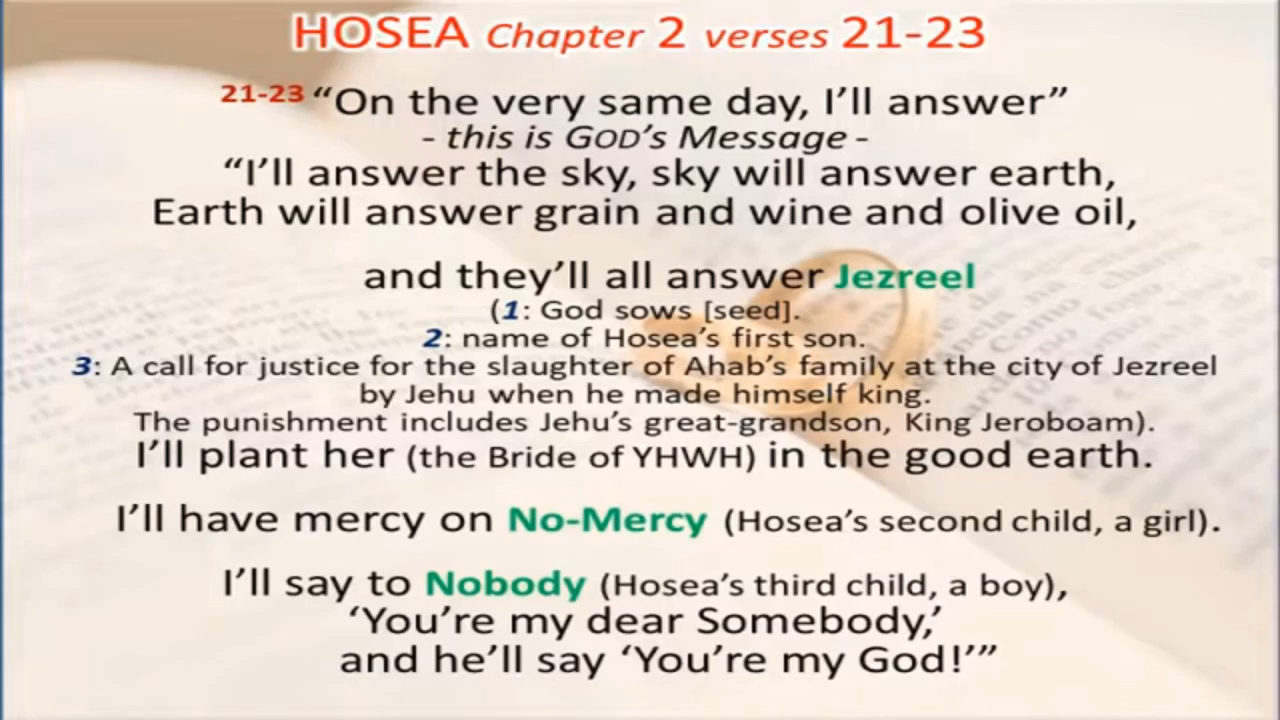 HOSEA Chapter 2 verses 21-23
21-23 “On the very same day, I’ll answer”
- this is GOD’s Message -
“I’ll answer the sky, sky will answer earth,
Earth will answer grain and wine and olive oil,
and they’ll all answer Jezreel
(1: God sows [seed].
2: name of Hosea’s first son.
3: A call for justice for the slaughter of Ahab’s family at the city of Jezreel
by Jehu when he made himself king.
The punishment includes Jehu’s great-grandson, King Jeroboam).
I’ll plant her (the Bride of YHWH) in the good earth.
I’ll have mercy on No-Mercy (Hosea’s second child, a girl).
I’ll say to Nobody (Hosea’s third child, a boy),
‘You’re my dear Somebody,’
and he’ll say ‘You’re my God!’”